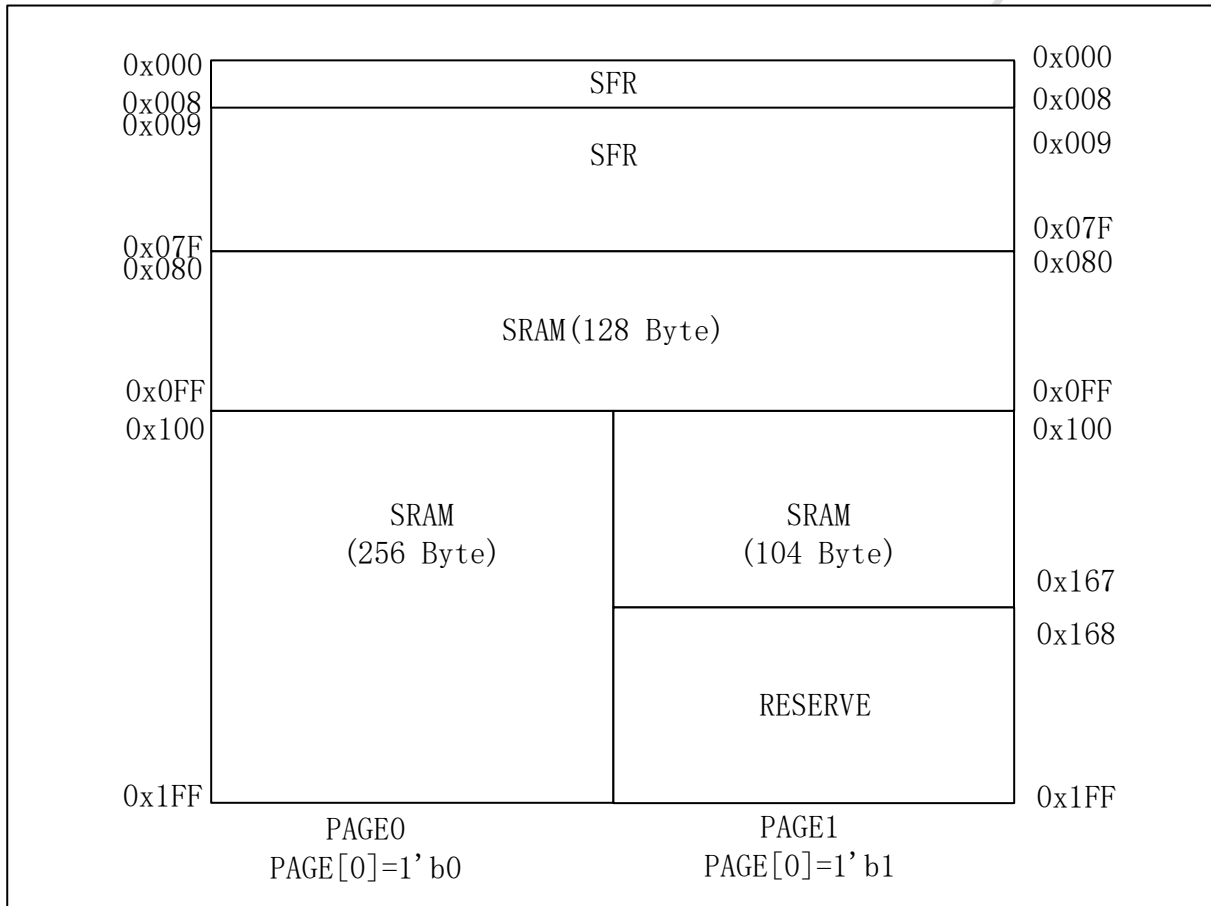 0x000 0x000
SFR
0x008 0x008
0x009 0x009
SFR
0x07F 0x07F
0x080 0x080
SRAM(128 Byte)
0x0FF 0x0FF
0x100 0x100
SRAM SRAM
(256 Byte) (104 Byte)
0x167
0x168
RESERVE
0x1FF 0x1FF
PAGE0 PAGE1
PAGE[0]=1'b0 PAGE[0]=1'b1